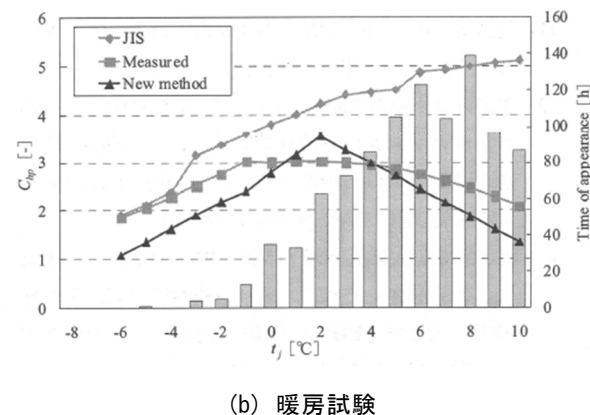 JIS
Measured
New method
6
5
4
3
2
1
0
C_hp [-]
160
140
120
100
80
60
40
20
0
Time of appearance [h]
-8 -6 -4 -2 0 2 4 6 8 10
t_j [℃]
(b) 暖房試験